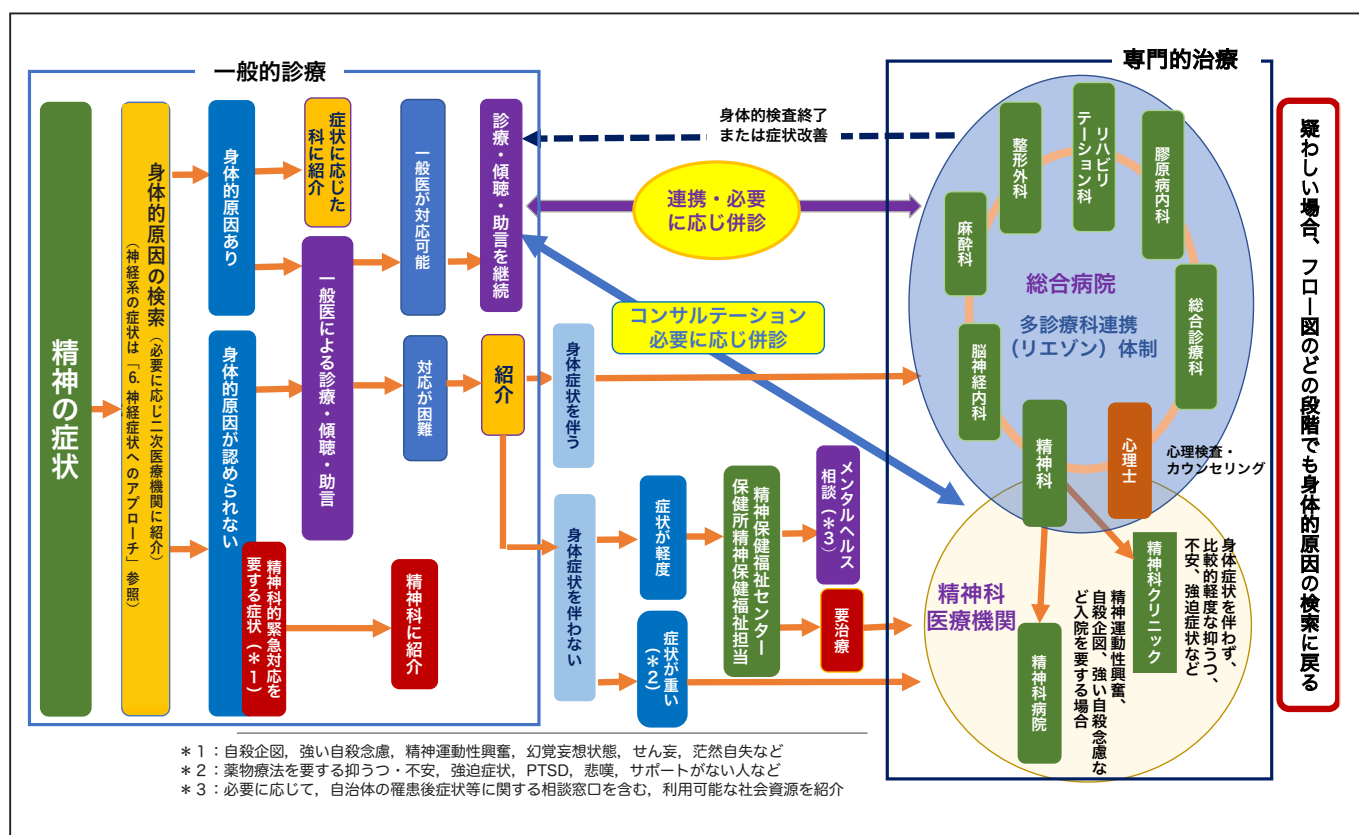 一般的診療
精神の症状
身体的原因の検索（必要に応じ二次医療機関に紹介）
（神経系の症状は「6. 神経症状へのアプローチ」参照）
身体的原因あり
症状に応じた
科に紹介
一般医が対応可能
診療・傾聴・助言を継続
一般医による診療・傾聴・助言
身体的原因が認められない
対応が困難
紹介
精神科的緊急対応を
要する症状（＊1）
精神科に紹介
身体的検査終了
または症状改善
連携・必要
に応じ併診
コンサルテーション
必要に応じ併診
身体症状を伴う
身体症状を伴わない
症状が軽度
症状が重い
（＊2）
精神保健福祉センター
保健所精神保健福祉担当
メンタルヘルス
相談（＊3）
要治療
専門的治療
整形外科
リハビリ
テーション科
膠原病内科
麻酔科
総合病院
多診療科連携
（リエゾン）体制
総合診療科
脳神経内科
精神科
心理士
心理検査・
カウンセリング
精神科
医療機関
精神科病院
精神運動性興奮、
自殺企図、強い自殺念慮な
ど入院を要する場合
精神科クリニック
身体症状を伴わず、
比較的軽度な抑うつ、
不安、強迫症状など
疑わしい場合、フロー図のどの段階でも身体的原因の検索に戻る
＊1：自殺企図，強い自殺念慮，精神運動性興奮，幻覚妄想状態，せん妄，茫然自失など
＊2：薬物療法を要する抑うつ・不安，強迫症状，PTSD，悲嘆，サポートがない人など
＊3：必要に応じて，自治体の罹患後症状等に関する相談窓口を含む，利用可能な社会資源を紹介